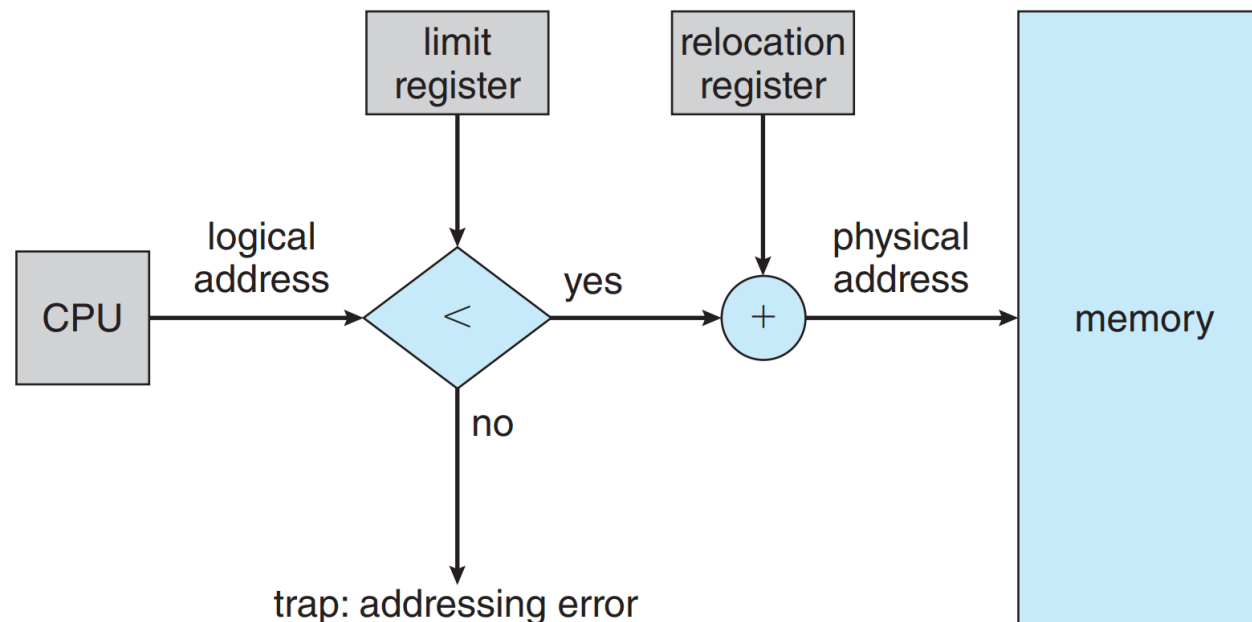 limit
register
relocation
register
logical
address
physical
address
CPU
<
yes
+
memory
no
trap: addressing error